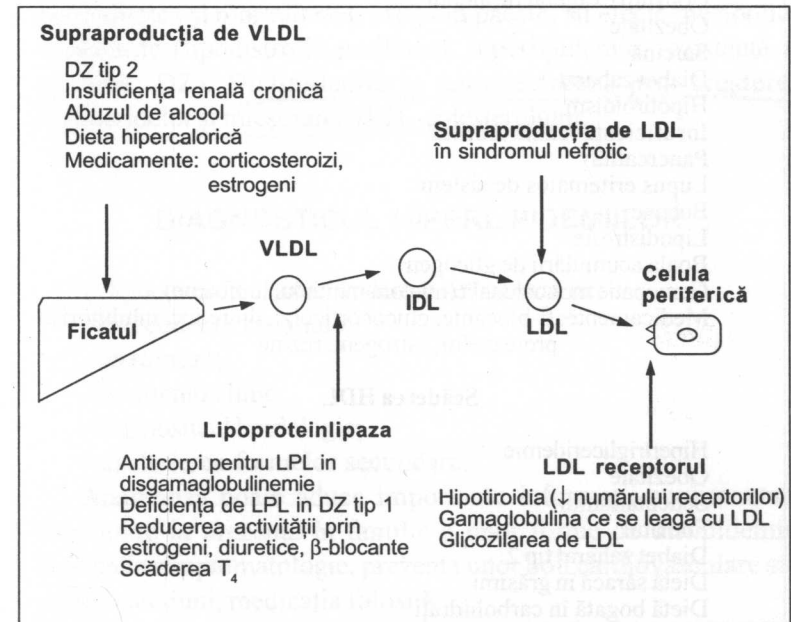 Supraproducția de VLDL
DZ tip 2
Insuficiența renală cronică
Abuzul de alcool
Dieta hipercalorică
Medicamente: corticosteroizi,
estrogeni
Supraproducția de LDL
în sindromul nefrotic
VLDL
IDL
LDL
Celula
periferică
Ficatul
Lipoproteinlipaza
Anticorpi pentru LPL in
disgamaglobulinemie
Deficiența de LPL in DZ tip 1
Reducerea activității prin
estrogeni, diuretice, β-blocante
Scăderea T4
LDL receptorul
Hipotiroidia (↓ numărului receptorilor)
Gamaglobulina ce se leagă cu LDL
Glicozilarea de LDL